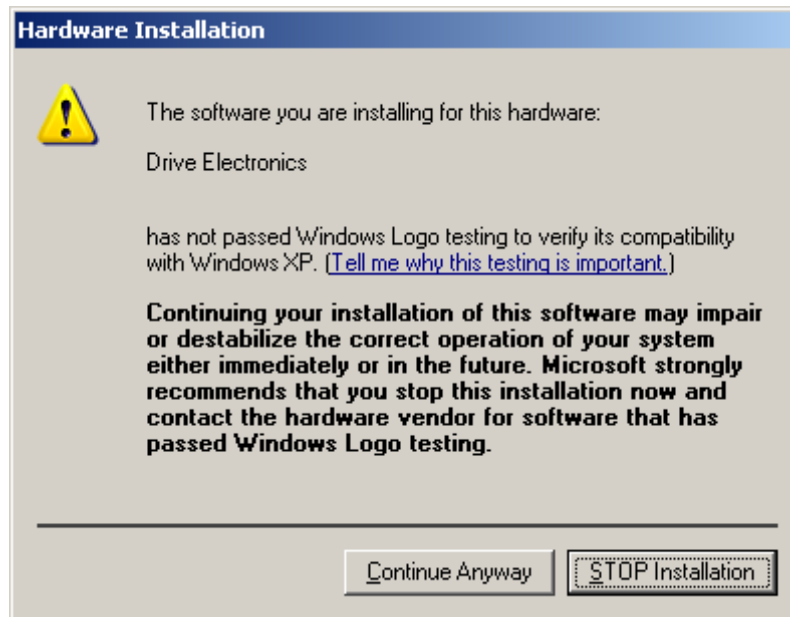 Hardware Installation
The software you are installing for this hardware:
Drive Electronics
has not passed Windows Logo testing to verify its compatibility
with Windows XP. (Tell me why this testing is important.)
Continuing your installation of this software may impair
or destabilize the correct operation of your system
either immediately or in the future. Microsoft strongly
recommends that you stop this installation now and
contact the hardware vendor for software that has
passed Windows Logo testing.
Continue Anyway STOP Installation